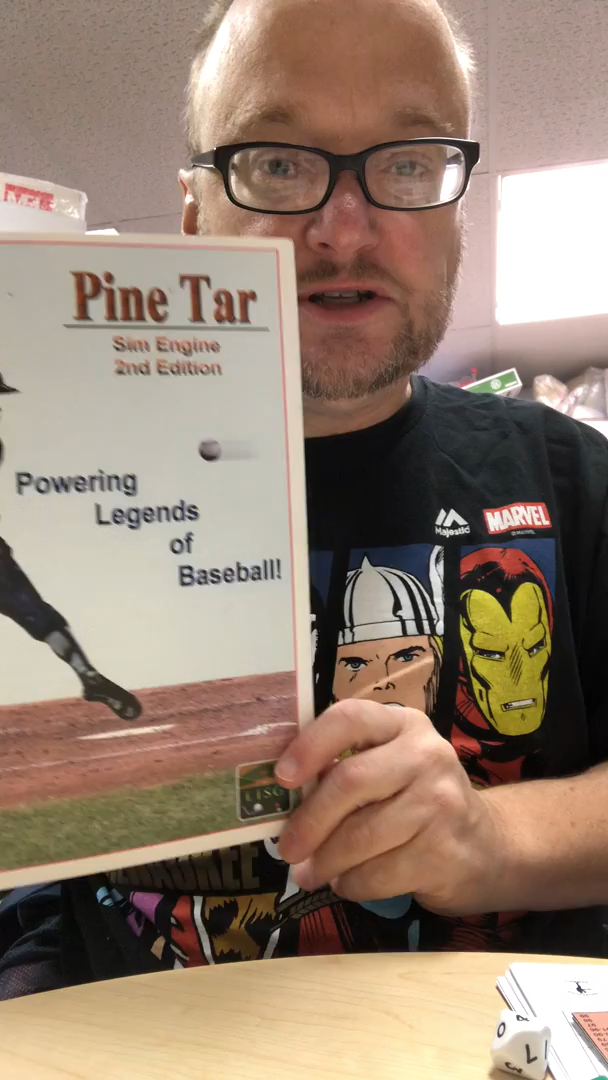 Pine Tar
Sim Engine
2nd Edition
Powering
Legends
of
Baseball!
Majestic
MARVEL